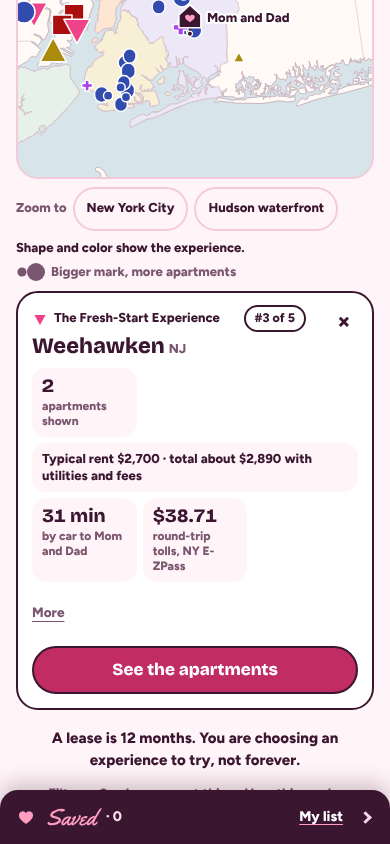 Mom and Dad
Zoom to
New York City
Hudson waterfront
Shape and color show the experience.
Bigger mark, more apartments
The Fresh-Start Experience
#3 of 5
×
Weehawken NJ
2
apartments
shown
Typical rent $2,700 · total about $2,890 with
utilities and fees
31 min
by car to Mom
and Dad
$38.71
round-trip
tolls, NY E-
ZPass
More
See the apartments
A lease is 12 months. You are choosing an
experience to try, not forever.
Saved · 0
My list